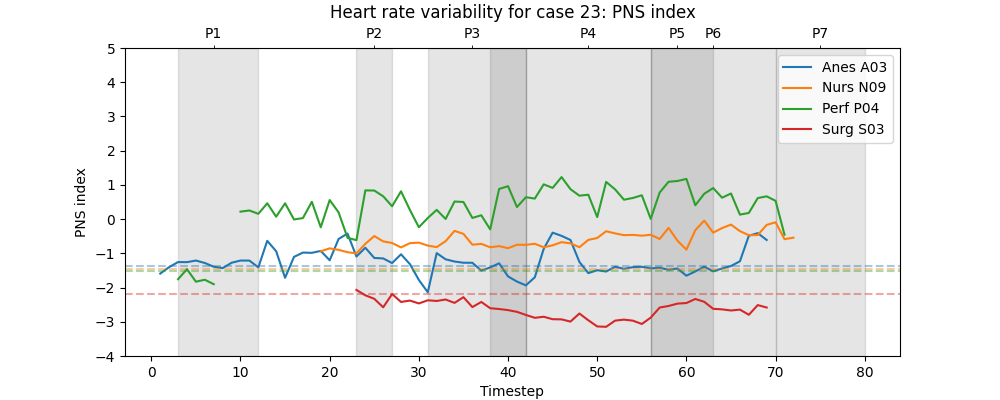 Heart rate variability for case 23: PNS index
P1 P2 P3 P4 P5 P6 P7
5
4
3
2
1
0
−1
−2
−3
−4
PNS index
Anes A03
Nurs N09
Perf P04
Surg S03
0 10 20 30 40 50 60 70 80
Timestep